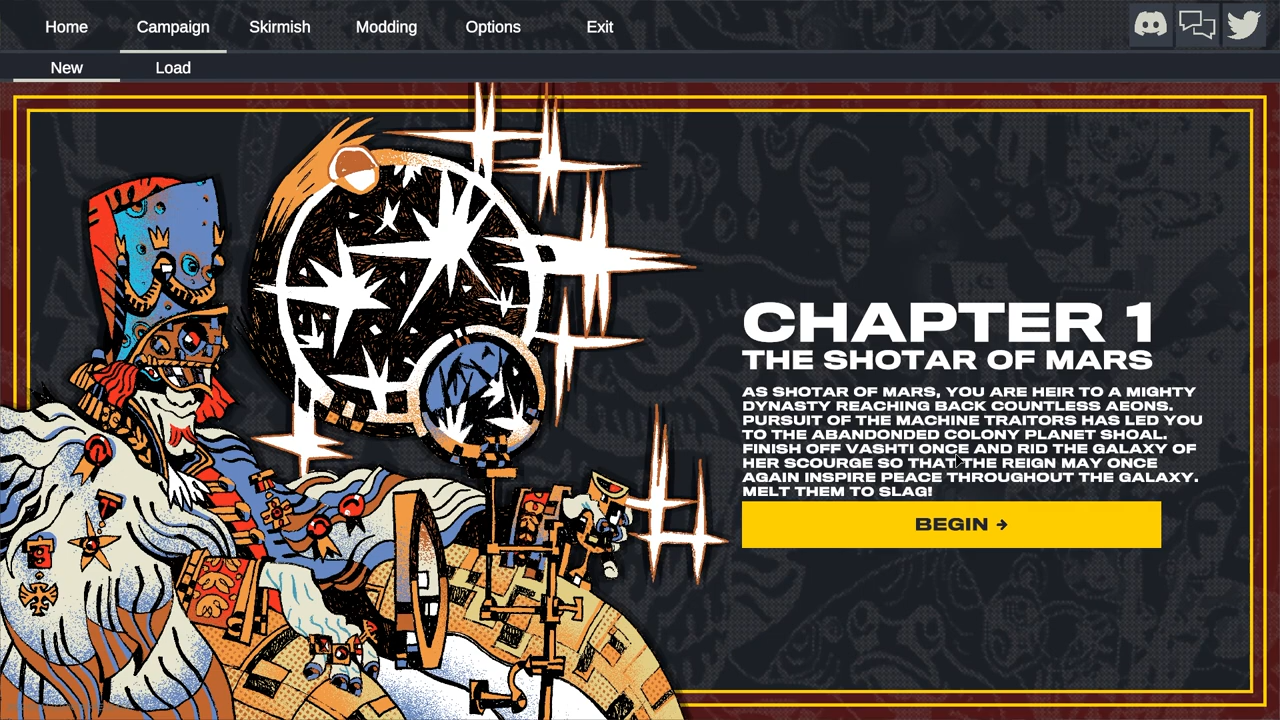 Home Campaign Skirmish Modding Options Exit
New Load
CHAPTER 1
THE SHOTAR OF MARS
AS SHOTAR OF MARS, YOU ARE HEIR TO A MIGHTY
DYNASTY REACHING BACK COUNTLESS AEONS.
PURSUIT OF THE MACHINE TRAITORS HAS LED YOU
TO THE ABANDONDED COLONY PLANET SHOAL.
FINISH OFF VASHTI ONCE AND RID THE GALAXY OF
HER SCOURGE SO THAT THE REIGN MAY ONCE
AGAIN INSPIRE PEACE THROUGHOUT THE GALAXY.
MELT THEM TO SLAG!
BEGIN →